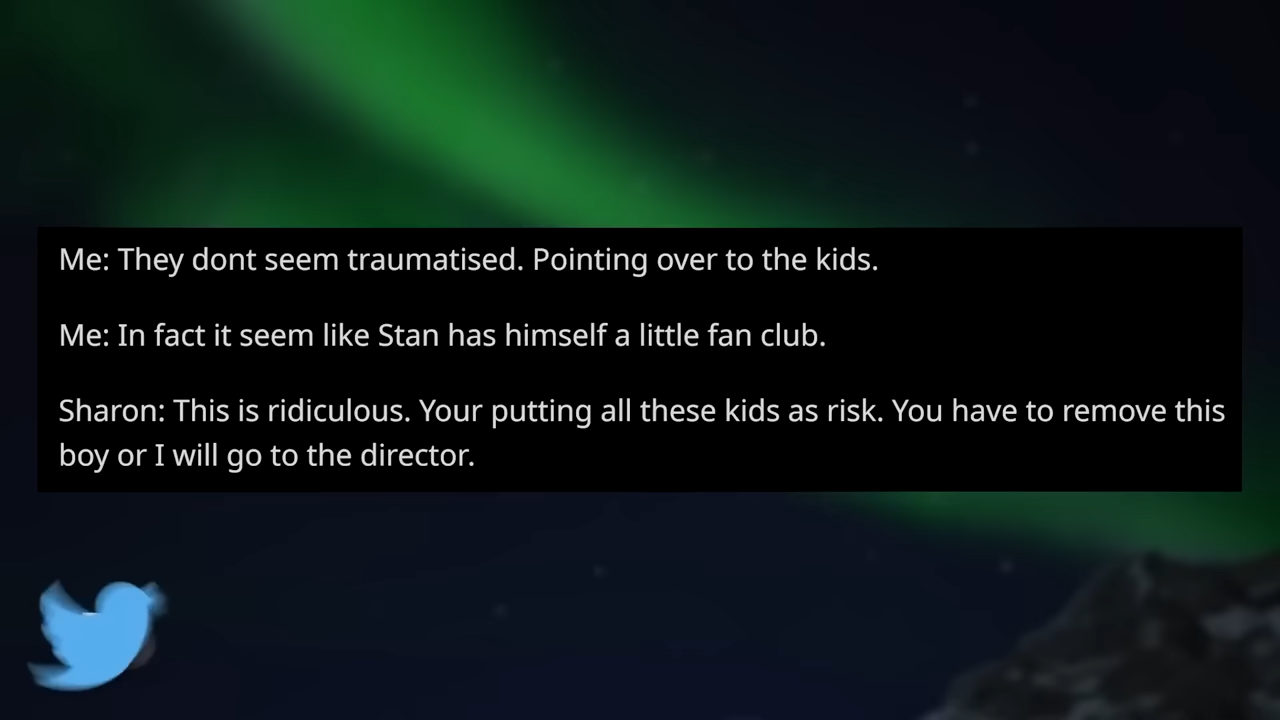 Me: They dont seem traumatised. Pointing over to the kids.
Me: In fact it seem like Stan has himself a little fan club.
Sharon: This is ridiculous. Your putting all these kids as risk. You have to remove this
boy or I will go to the director.